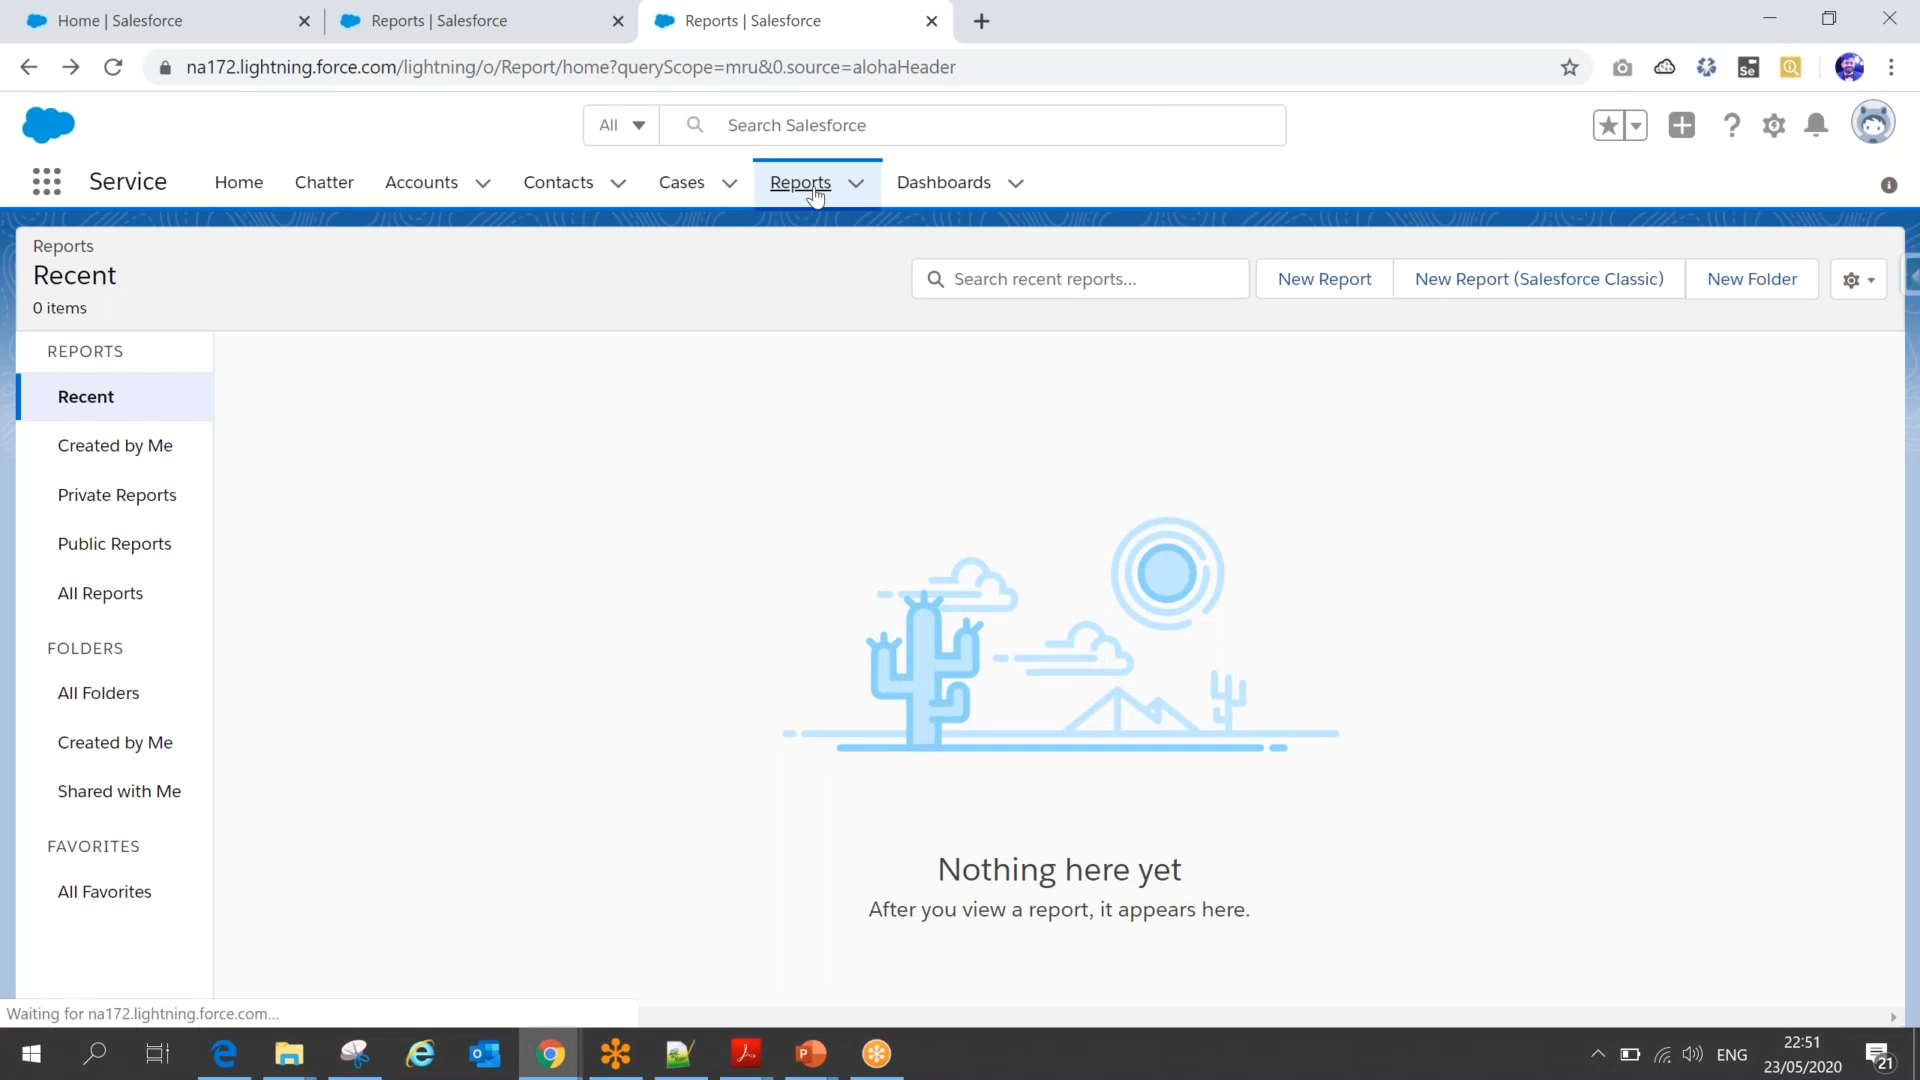 Home | Salesforce
Reports | Salesforce
Reports | Salesforce
na172.lightning.force.com/lightning/o/Report/home?queryScope=mru&0.source=alohaHeader
Se
All
Search Salesforce
Service
Home
Chatter
Accounts
Contacts
Cases
Reports
Dashboards
Reports
Recent
0 items
Search recent reports...
New Report
New Report (Salesforce Classic)
New Folder
REPORTS
Recent
Created by Me
Private Reports
Public Reports
All Reports
FOLDERS
All Folders
Created by Me
Shared with Me
FAVORITES
All Favorites
Nothing here yet
After you view a report, it appears here.
Waiting for na172.lightning.force.com...
ENG
22:51
23/05/2020
21